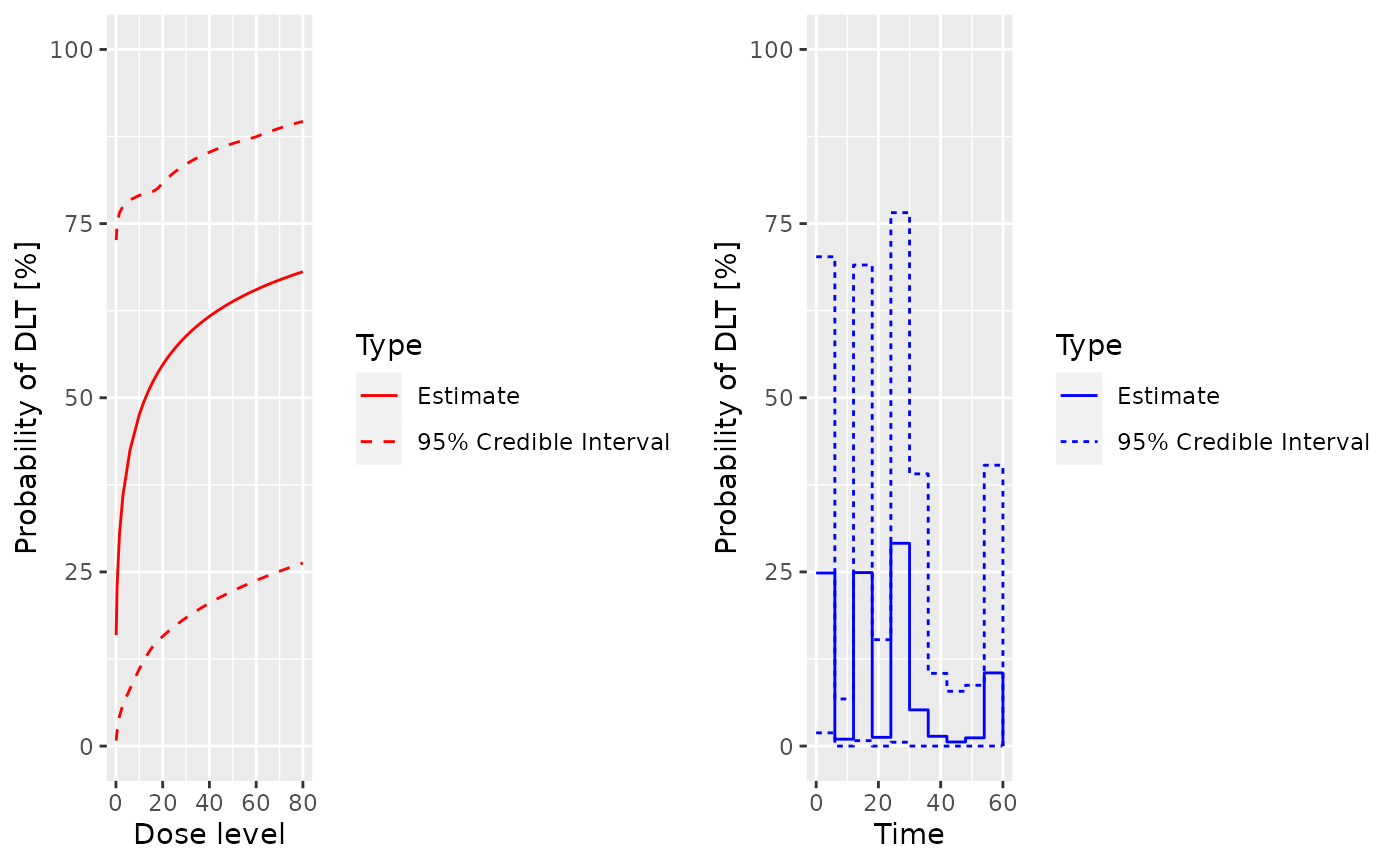 100
75
50
25
0
Probability of DLT [%]
0 20 40 60 80
Dose level
Type
Estimate
95% Credible Interval
100
75
50
25
0
Probability of DLT [%]
0 20 40 60
Time
Type
Estimate
95% Credible Interval